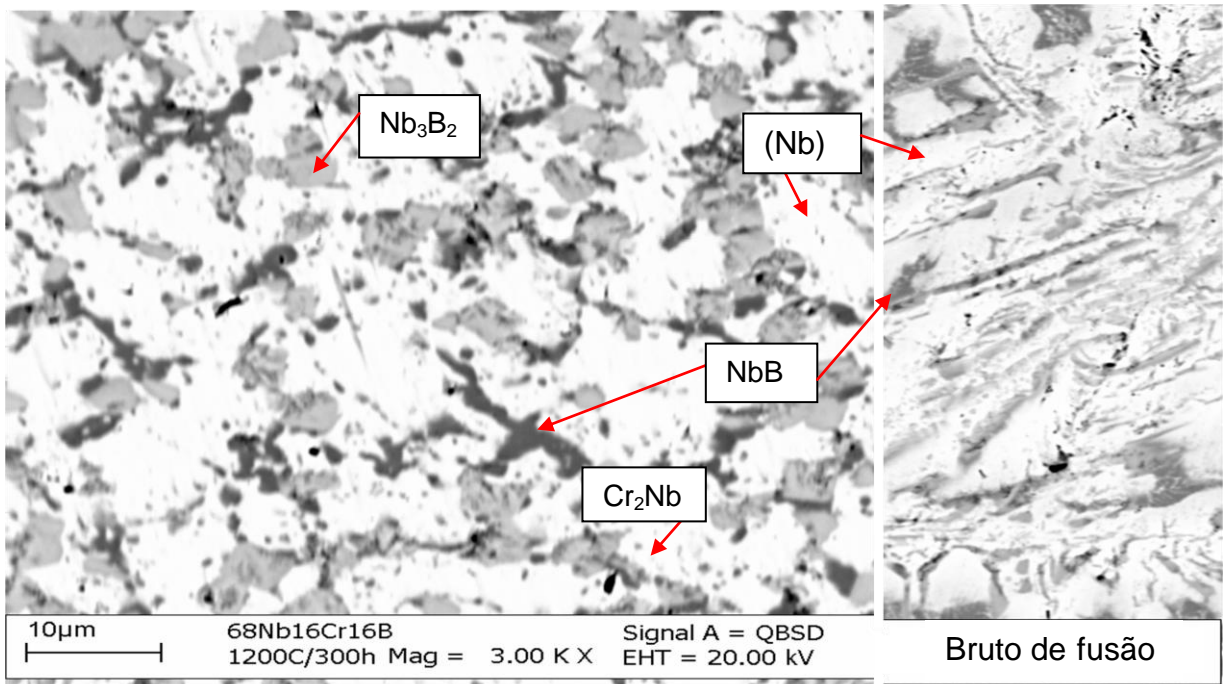 Nb₃B₂
(Nb)
NbB
Cr₂Nb
10µm
68Nb16Cr16B
1200C/300h Mag = 3.00 K X
Signal A = QBSD
EHT = 20.00 kV
Bruto de fusão